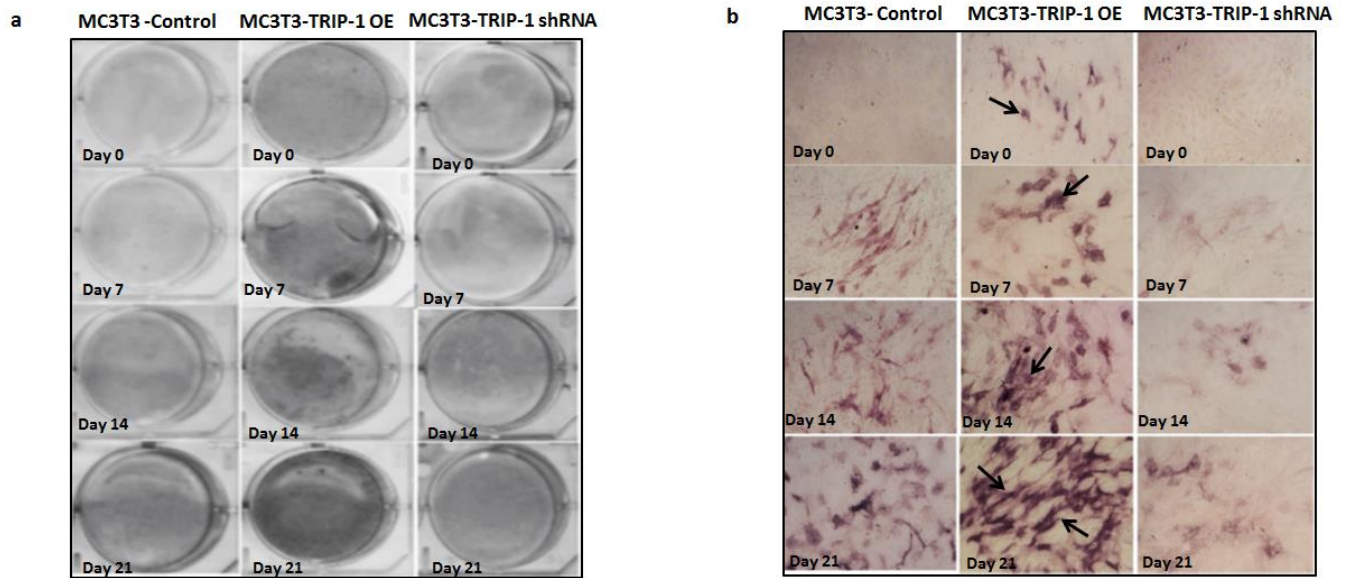 a
MC3T3 -Control MC3T3-TRIP-1 OE MC3T3-TRIP-1 shRNA
Day 0 Day 0 Day 0
Day 7 Day 7 Day 7
Day 14 Day 14 Day 14
Day 21 Day 21 Day 21
b
MC3T3- Control MC3T3-TRIP-1 OE MC3T3-TRIP-1 shRNA
Day 0 Day 0 Day 0
Day 7 Day 7 Day 7
Day 14 Day 14 Day 14
Day 21 Day 21 Day 21